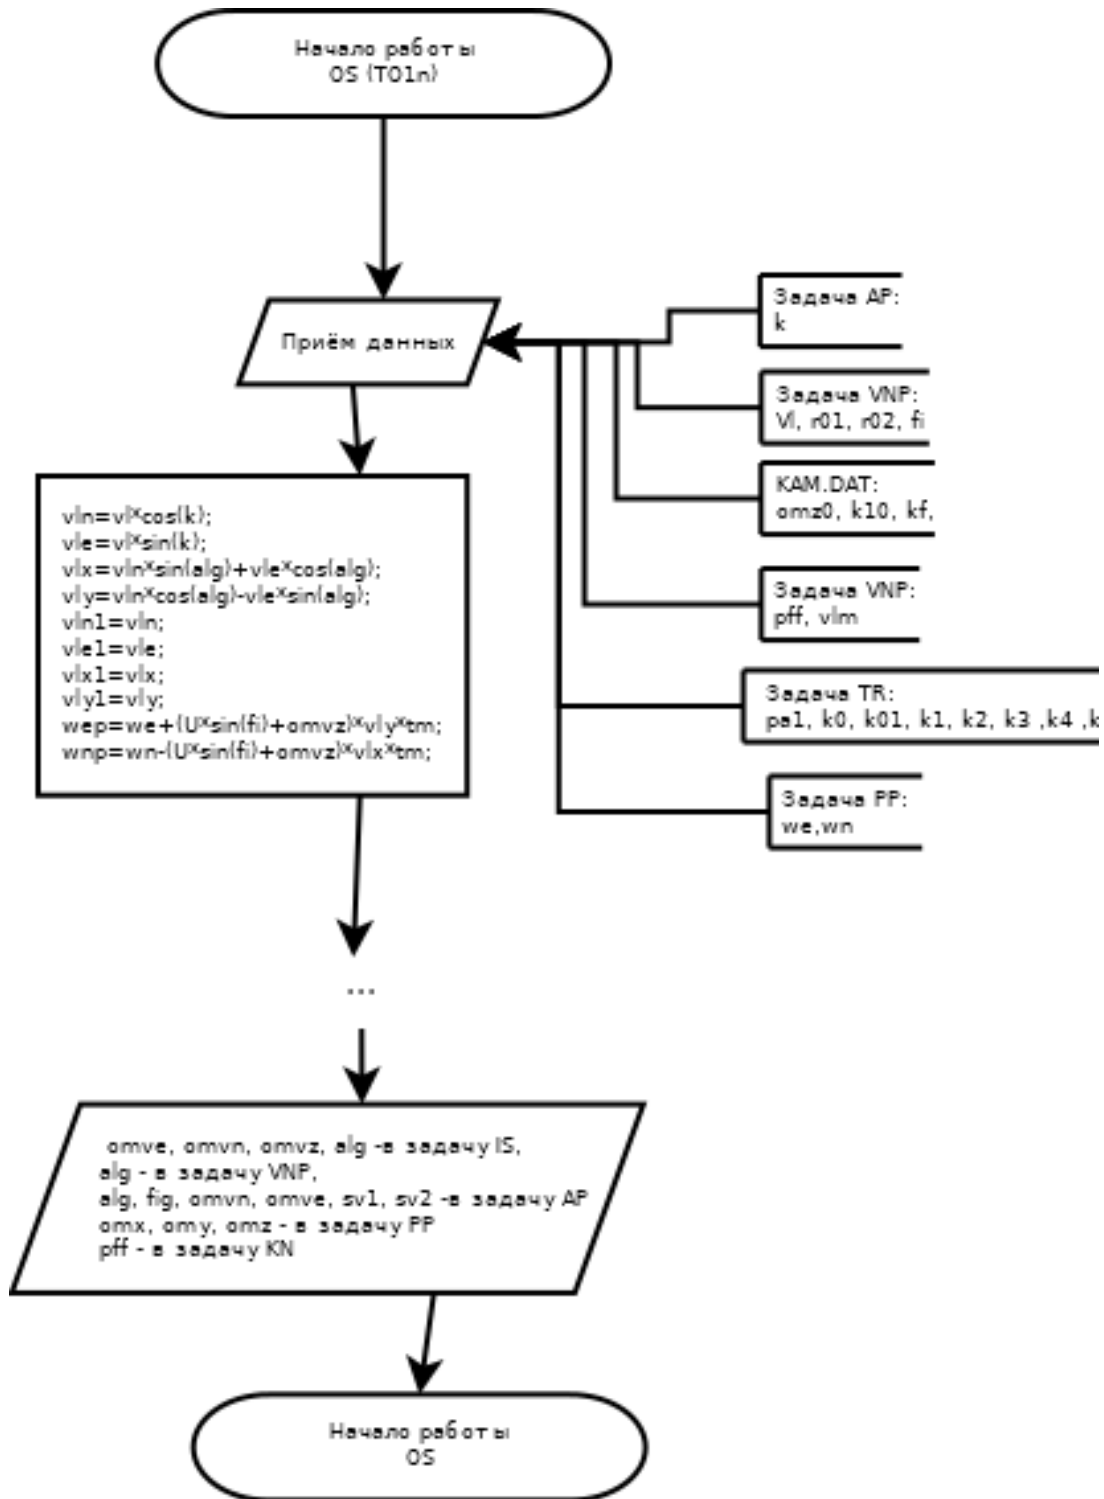 Начало работы
OS (TO1n)
Приём данных
Задача AP:
k
Задача VNP:
Vl, r01, r02, fi
KAM.DAT:
omz0, k10, kf,
Задача VNP:
pff, vlm
Задача TR:
pa1, k0, k01, k1, k2, k3 ,k4 ,k
Задача PP:
we,wn
vln=vl*cos(k);
vle=vl*sin(k);
vlx=vln*sin(alg)+vle*cos(alg);
vly=vln*cos(alg)-vle*sin(alg);
vln1=vln;
vle1=vle;
vlx1=vlx;
vly1=vly;
wep=we+(U*sin(fi)+omvz)*vly*tm;
wnp=wn-(U*sin(fi)+omvz)*vlx*tm;
...
omve, omvn, omvz, alg -в задачу IS,
alg - в задачу VNP,
alg, fig, omvn, omve, sv1, sv2 -в задачу AP
omx, omy, omz - в задачу PP
pff - в задачу KN
Начало работы
OS